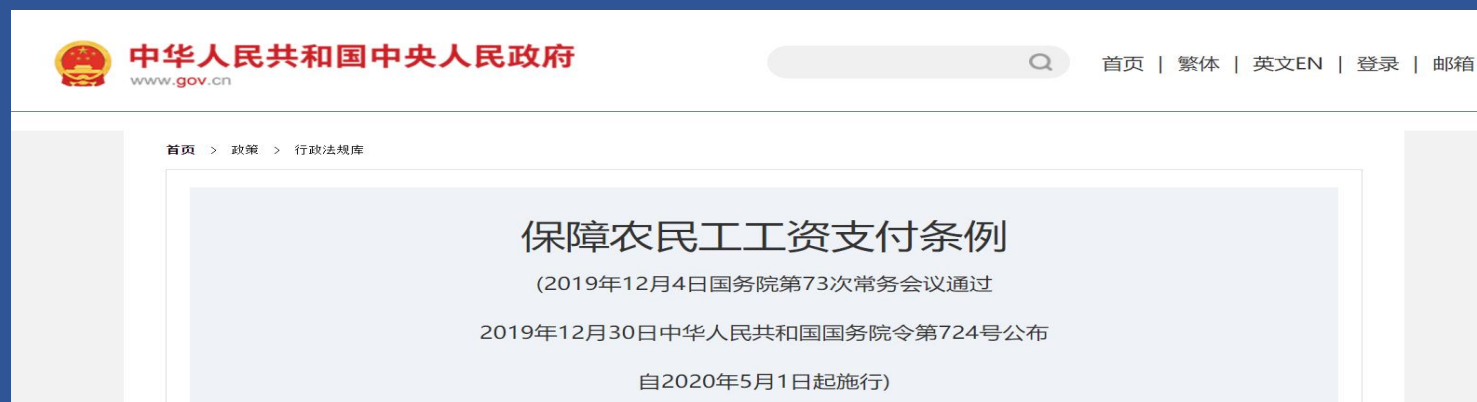 中华人民共和国中央人民政府
www.gov.cn
首页 | 繁体 | 英文EN | 登录 | 邮箱
首页 > 政策 > 行政法规库
保障农民工工资支付条例
(2019年12月4日国务院第73次常务会议通过
2019年12月30日中华人民共和国国务院令第724号公布
自2020年5月1日起施行)